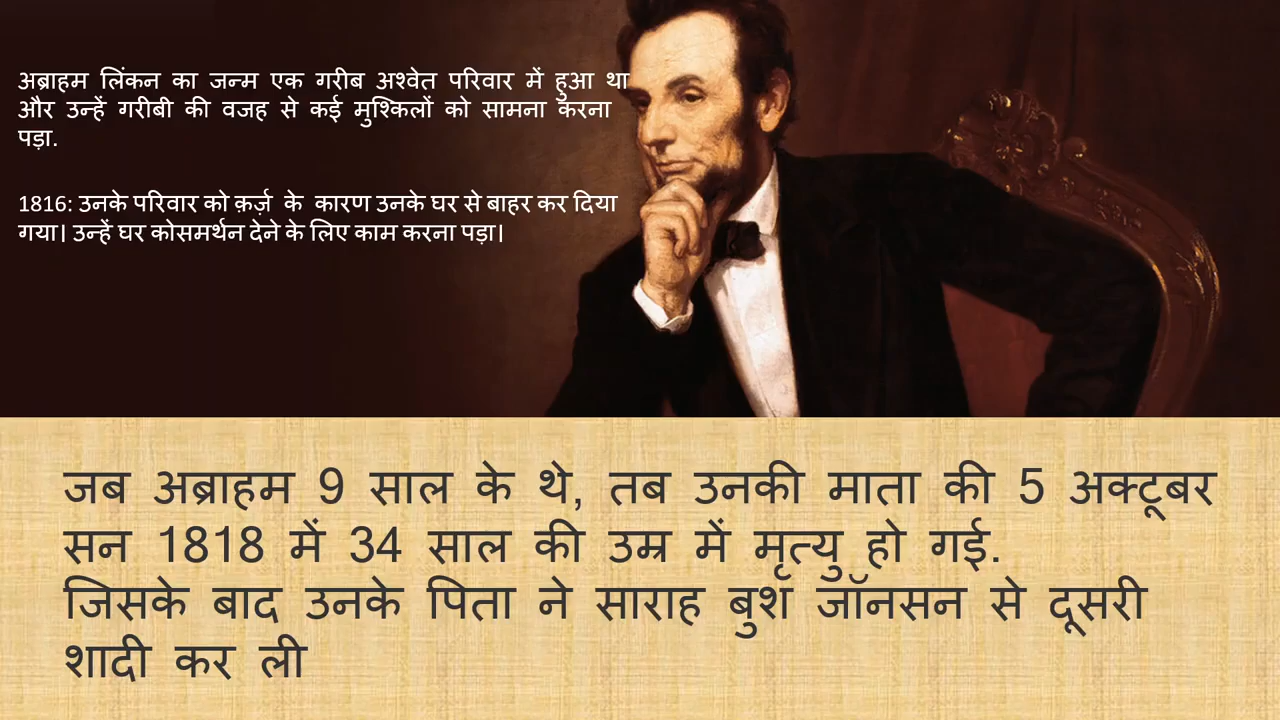 अब्राहम लिंकन का जन्म एक गरीब अश्वेत परिवार में हुआ था
और उन्हें गरीबी की वजह से कई मुश्किलों को सामना करना
पड़ा.
1816: उनके परिवार को क़र्ज़ के कारण उनके घर से बाहर कर दिया
गया। उन्हें घर कोसमर्थन देने के लिए काम करना पड़ा।
जब अब्राहम 9 साल के थे, तब उनकी माता की 5 अक्टूबर
सन 1818 में 34 साल की उम्र में मृत्यु हो गई.
जिसके बाद उनके पिता ने साराह बुश जॉनसन से दूसरी
शादी कर ली